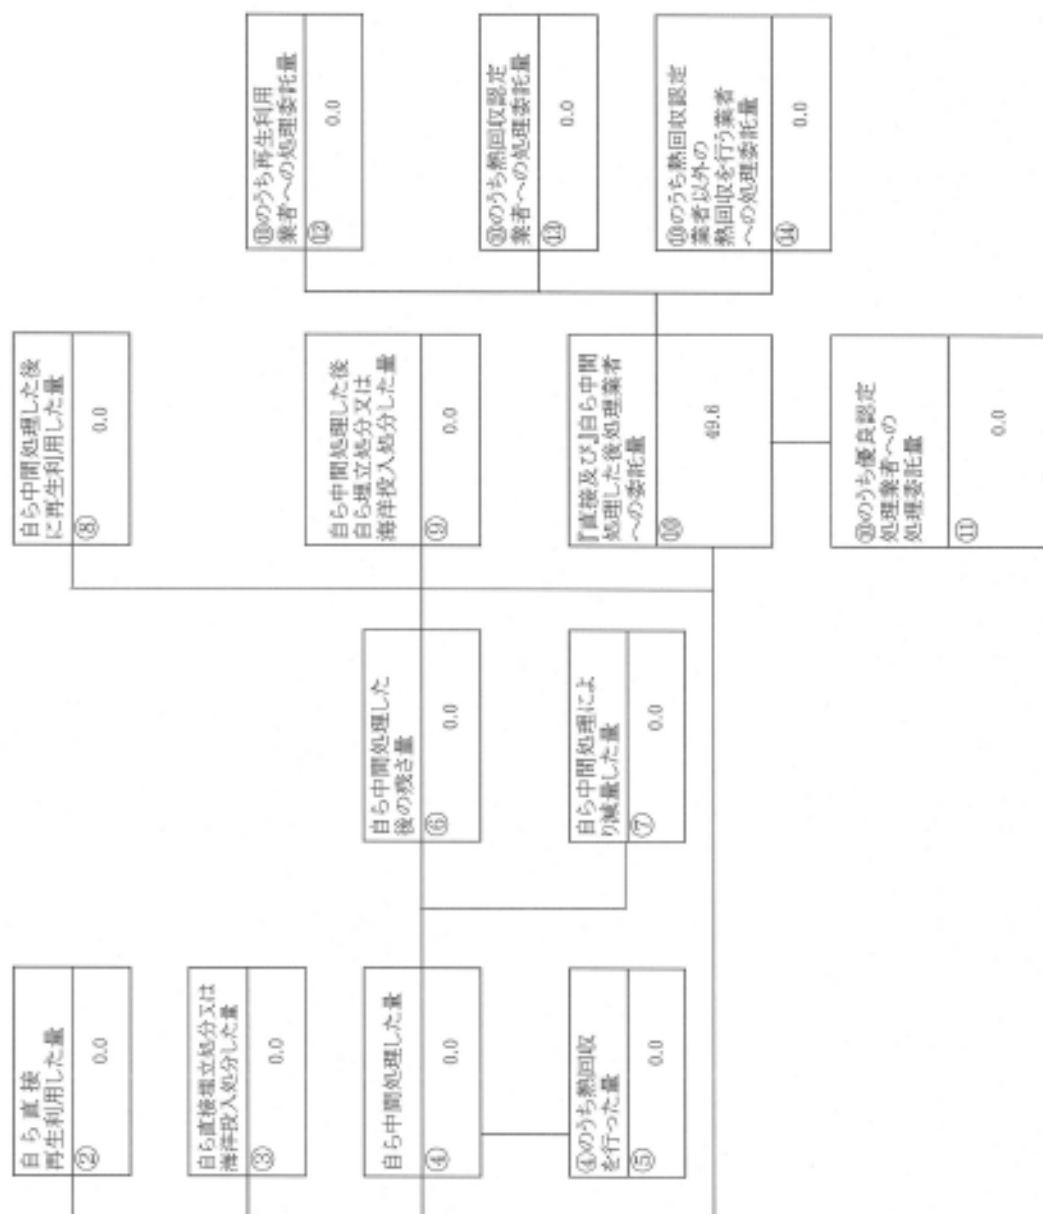 自 ら 直 接
再生利用した量
②
0.0
自ら直接埋立処分又は
海洋投入処分した量
③
0.0
自ら中間処理した量
④
0.0
④のうち熱回収
を行った量
⑤
0.0
自ら中間処理した
後の残さ量
⑥
0.0
自ら中間処理によ
り減量した量
⑦
0.0
自ら中間処理した後
に再生利用した量
⑧
0.0
自ら中間処理した後
自ら埋立処分又は
海洋投入処分した量
⑨
0.0
『直接及び』自ら中間
処理した後処理業者
への委託量
⑩
49.6
⑩のうち優良認定
処理業者への
処理委託量
⑪
0.0
⑩のうち再生利用
業者への処理委託量
⑫
0.0
⑩のうち熱回収認定
業者への処理委託量
⑬
0.0
⑩のうち熱回収認定
業者以外の
熱回収を行う業者
への処理委託量
⑭
0.0